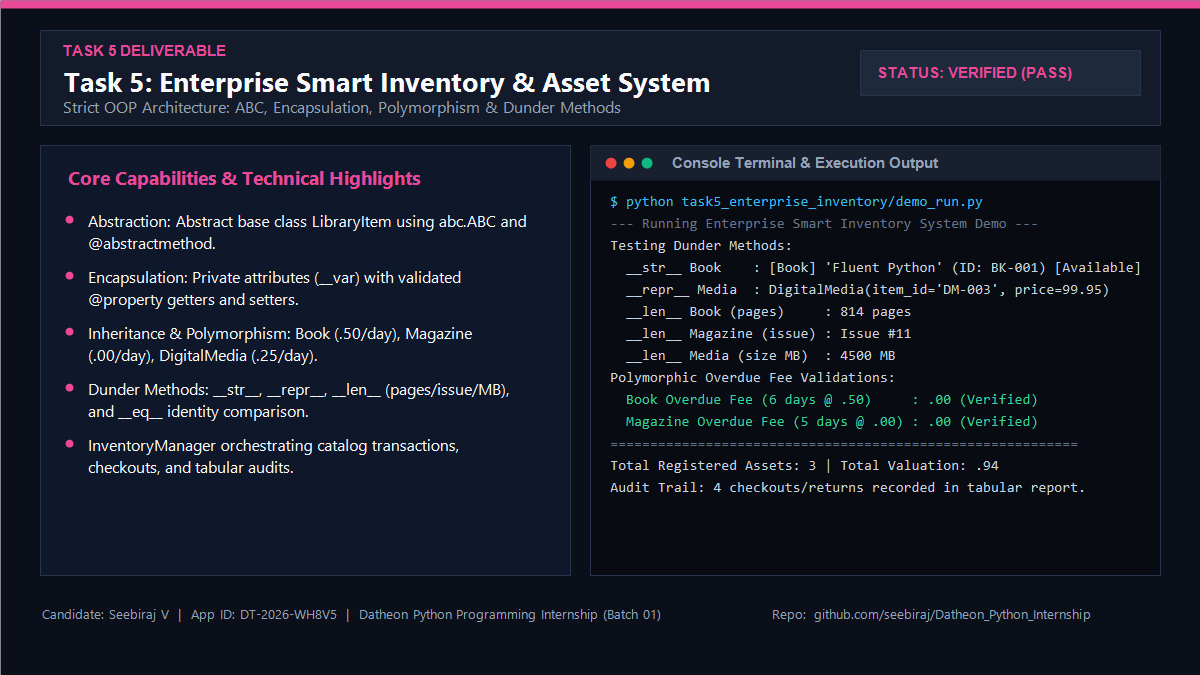 TASK 5 DELIVERABLE
Task 5: Enterprise Smart Inventory & Asset System
Strict OOP Architecture: ABC, Encapsulation, Polymorphism & Dunder Methods
STATUS: VERIFIED (PASS)
Core Capabilities & Technical Highlights
Abstraction: Abstract base class LibraryItem using abc.ABC and
@abstractmethod.
Encapsulation: Private attributes (__var) with validated
@property getters and setters.
Inheritance & Polymorphism: Book (.50/day), Magazine
(.00/day), DigitalMedia (.25/day).
Dunder Methods: __str__, __repr__, __len__ (pages/issue/MB),
and __eq__ identity comparison.
InventoryManager orchestrating catalog transactions,
checkouts, and tabular audits.
Console Terminal & Execution Output
$ python task5_enterprise_inventory/demo_run.py
--- Running Enterprise Smart Inventory System Demo ---
Testing Dunder Methods:
__str__ Book    : [Book] 'Fluent Python' (ID: BK-001) [Available]
__repr__ Media  : DigitalMedia(item_id='DM-003', price=99.95)
__len__ Book (pages)     : 814 pages
__len__ Magazine (issue) : Issue #11
__len__ Media (size MB)  : 4500 MB
Polymorphic Overdue Fee Validations:
Book Overdue Fee (6 days @ .50)     : .00 (Verified)
Magazine Overdue Fee (5 days @ .00) : .00 (Verified)
===========================================================
Total Registered Assets: 3 | Total Valuation: .94
Audit Trail: 4 checkouts/returns recorded in tabular report.
Candidate: Seebiraj V | App ID: DT-2026-WH8V5 | Datheon Python Programming Internship (Batch 01)
Repo: github.com/seebiraj/Datheon_Python_Internship